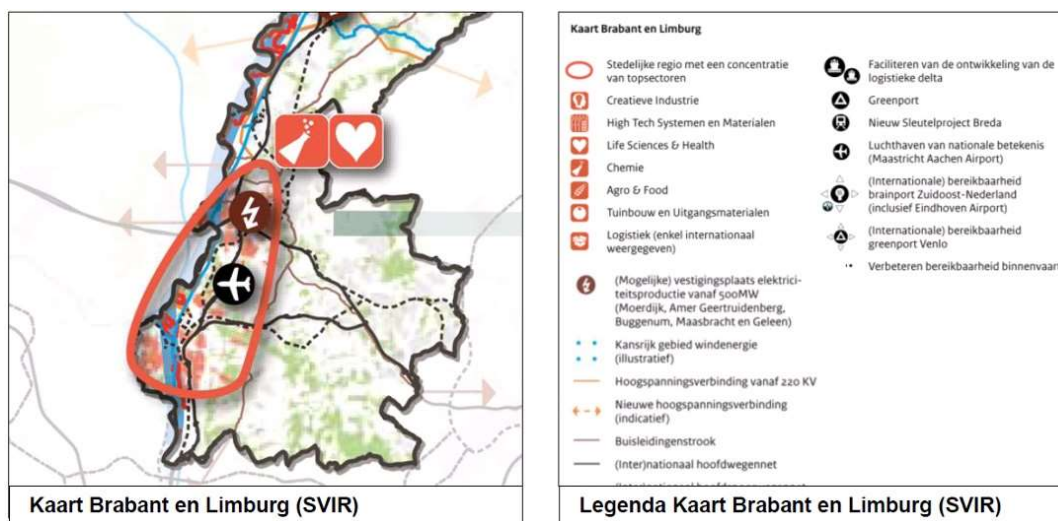 Kaart Brabant en Limburg (SVIR)
Kaart Brabant en Limburg
Stedelijke regio met een concentratie
van topsectoren
Creatieve Industrie
High Tech Systemen en Materialen
Life Sciences & Health
Chemie
Agro & Food
Tuinbouw en Uitgangsmaterialen
Logistiek (enkel internationaal
weergegeven)
(Mogelijke) vestigingsplaats elektrici-
teitsproductie vanaf 500MW
(Moerdijk, Amer Geertruidenberg,
Buggenum, Maasbracht en Geleen)
Kansrijk gebied windenergie
(illustratief)
Hoogspanningsverbinding vanaf 220 KV
Nieuwe hoogspanningsverbinding
(indicatief)
Buisleidingenstrook
(Inter)nationaal hoofdwegennet
Faciliteren van de ontwikkeling van de
logistieke delta
Greenport
Nieuw Sleutelproject Breda
Luchthaven van nationale betekenis
(Maastricht Aachen Airport)
(Internationale) bereikbaarheid
brainport Zuidoost-Nederland
(inclusief Eindhoven Airport)
(Internationale) bereikbaarheid
greenport Venlo
Verbeteren bereikbaarheid binnenvaart
Legenda Kaart Brabant en Limburg (SVIR)